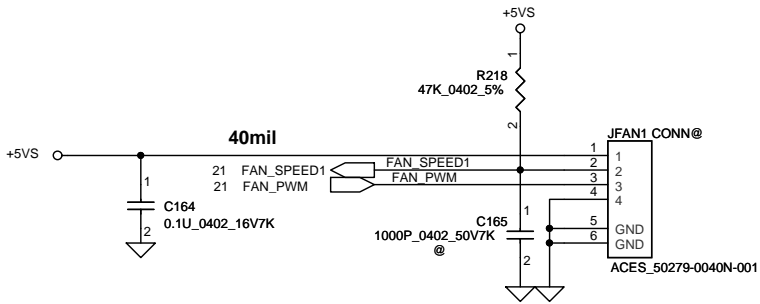 +5VS
1
R218
47K_0402_5%
2
JFAN1 CONN@
40mil
+5VS
1 1
21 FAN_SPEED1 FAN_SPEED1 2 2
21 FAN_PWM FAN_PWM 3 3
4 4
1
C164
0.1U_0402_16V7K
2
1
C165
1000P_0402_50V7K
@
2
5 GND
6 GND
ACES_50279-0040N-001